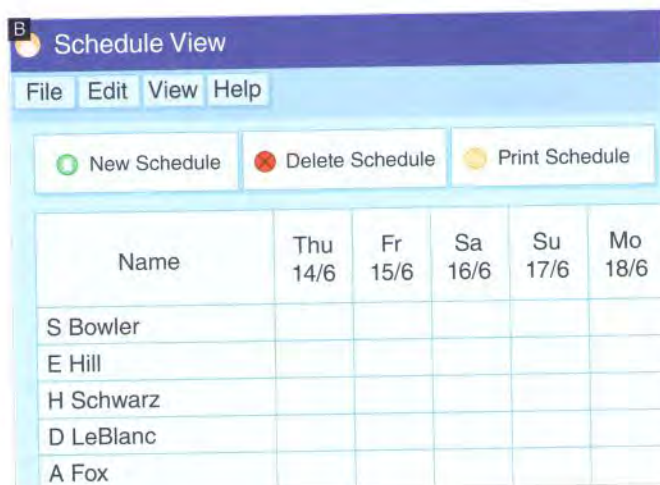 B
Schedule View
File Edit View Help
New Schedule Delete Schedule Print Schedule
Name Thu 14/6 Fr 15/6 Sa 16/6 Su 17/6 Mo 18/6
S Bowler
E Hill
H Schwarz
D LeBlanc
A Fox